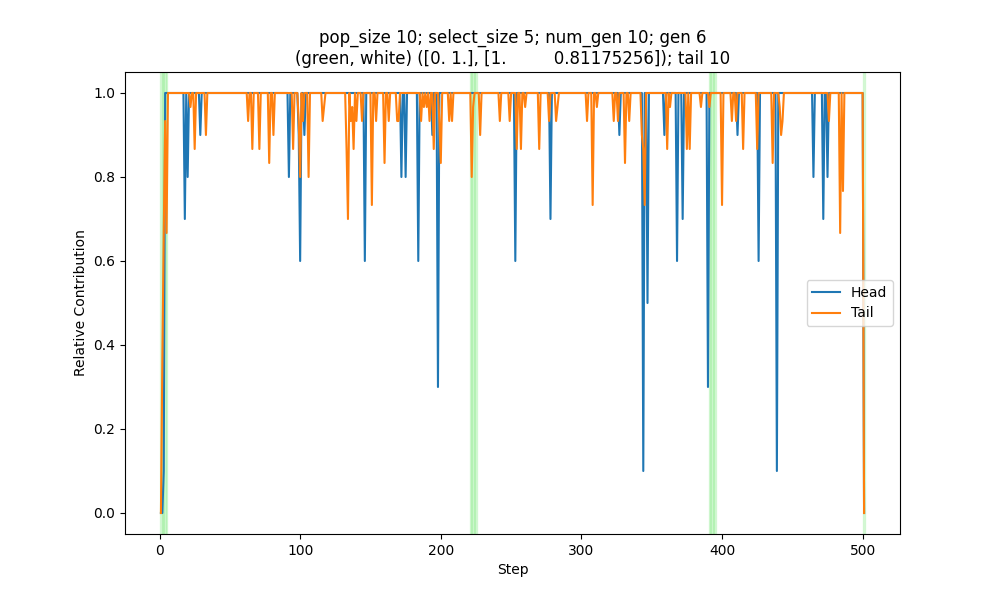 pop_size 10; select_size 5; num_gen 10; gen 6
(green, white) ([0. 1.], [1.         0.81175256]); tail 10
1.0
0.8
0.6
0.4
0.2
0.0
Relative Contribution
Head
Tail
0
100
200
300
400
500
Step